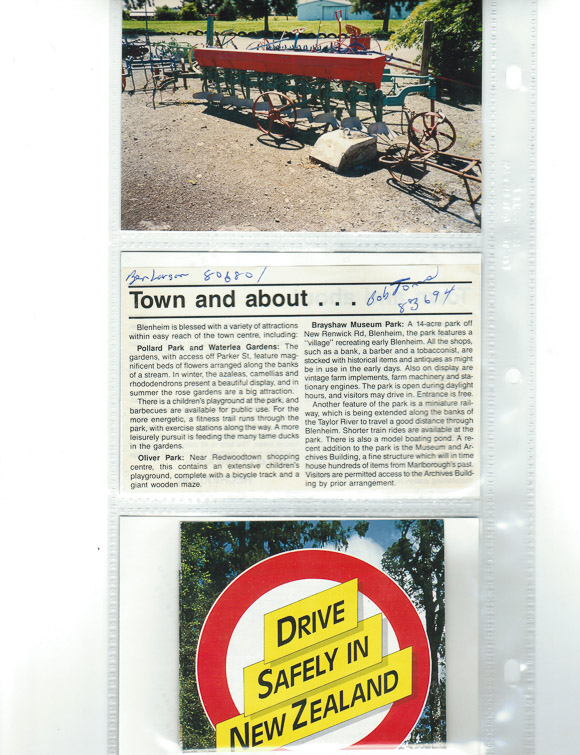 Ben Larsen 80680/
Bob
83694
Town and about . . .
Blenheim is blessed with a variety of attractions
within easy reach of the town centre, including:
Pollard Park and Waterlea Gardens: The
gardens, with access off Parker St, feature mag-
nificent beds of flowers arranged along the banks
of a stream. In winter, the azaleas, camellias and
rhododendrons present a beautiful display, and in
summer the rose gardens are a big attraction.
There is a children's playground at the park, and
barbecues are available for public use. For the
more energetic, a fitness trail runs through the
park, with exercise stations along the way. A more
leisurely pursuit is feeding the many tame ducks
in the gardens.
Oliver Park: Near Redwoodtown shopping
centre, this contains an extensive children's
playground, complete with a bicycle track and a
giant wooden maze.
Brayshaw Museum Park: A 14-acre park off
New Renwick Rd, Blenheim, the park features a
"village" recreating early Blenheim. All the shops,
such as a bank, a barber and a tobacconist, are
stocked with historical items and antiques as might
be in use in the early days. Also on display are
vintage farm implements, farm machinery and sta-
tionary engines. The park is open during daylight
hours, and visitors may drive in. Entrance is free.
Another feature of the park is a miniature rail-
way, which is being extended along the banks of
the Taylor River to travel a good distance through
Blenheim. Shorter train rides are available at the
park. There is also a model boating pond. A re-
cent addition to the park is the Museum and Ar-
chives Building, a fine structure which will in time
house hundreds of items from Marlborough's past.
Visitors are permitted access to the Archives Build-
ing by prior arrangement.
DRIVE
SAFELY IN
NEW ZEALAND